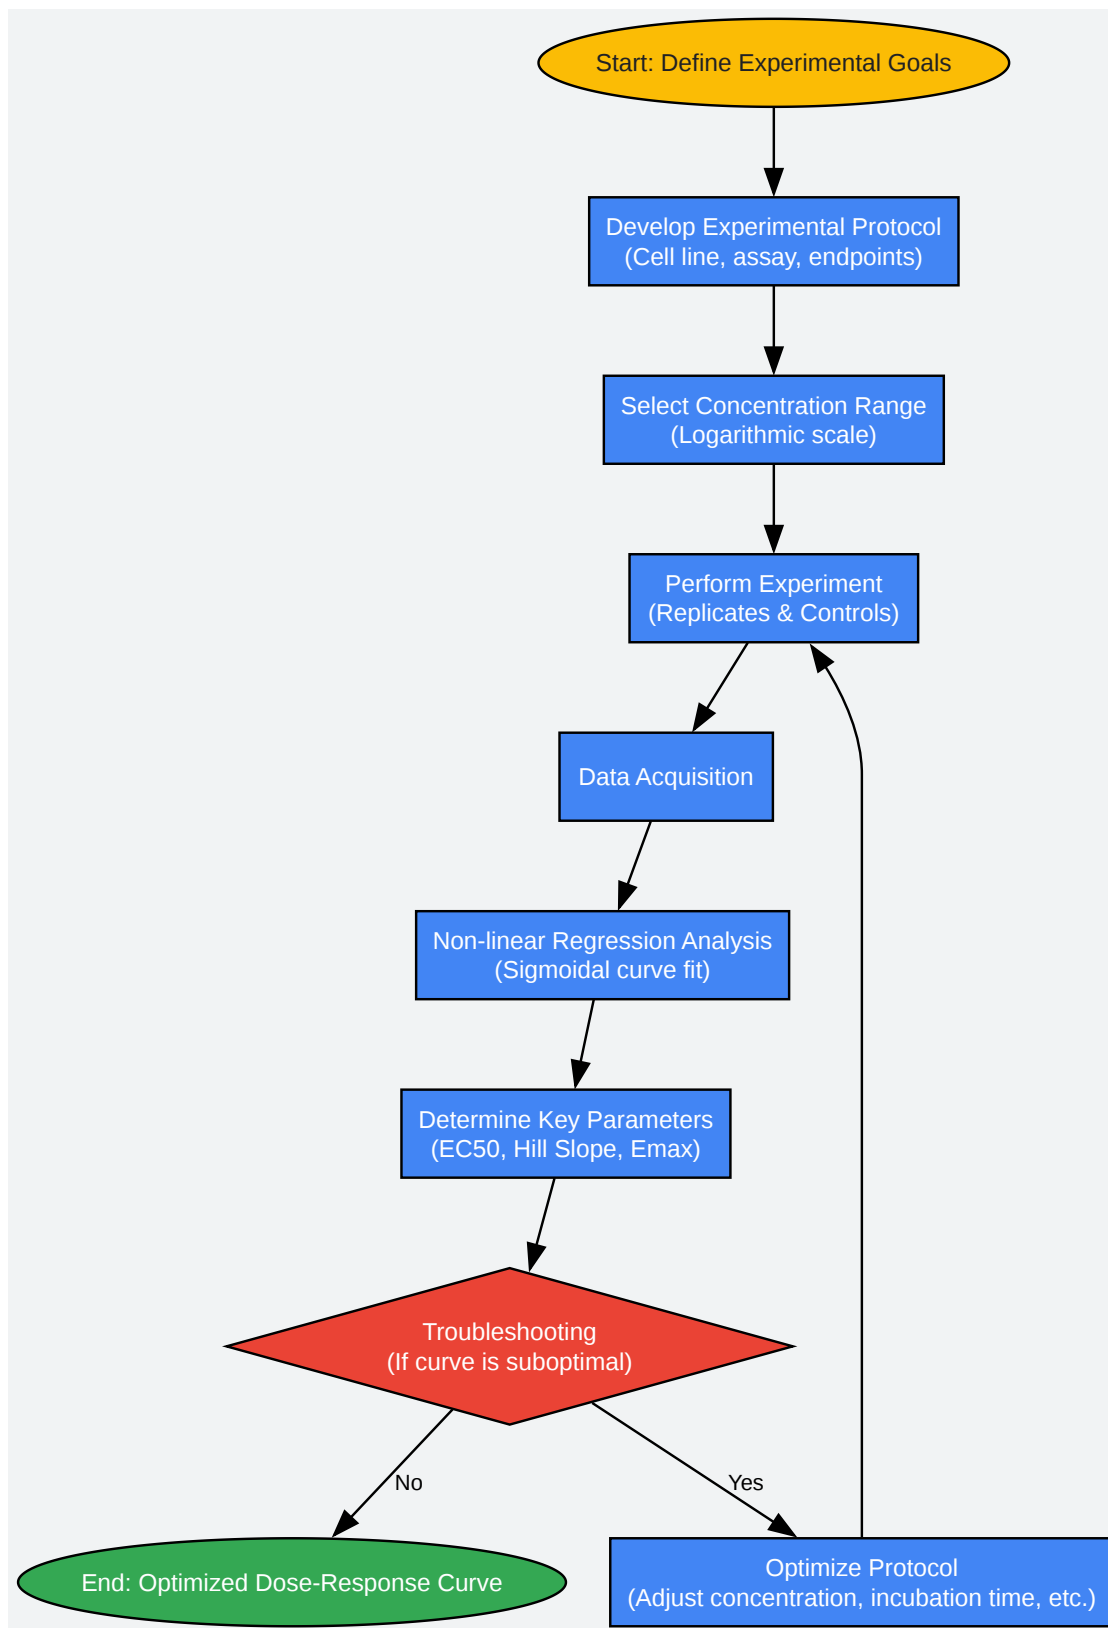 Start: Define Experimental Goals
Develop Experimental Protocol
(Cell line, assay, endpoints)
Select Concentration Range
(Logarithmic scale)
Perform Experiment
(Replicates & Controls)
Data Acquisition
Non-linear Regression Analysis
(Sigmoidal curve fit)
Determine Key Parameters
(EC50, Hill Slope, Emax)
Troubleshooting
(If curve is suboptimal)
No
Yes
End: Optimized Dose-Response Curve
Optimize Protocol
(Adjust concentration, incubation time, etc.)